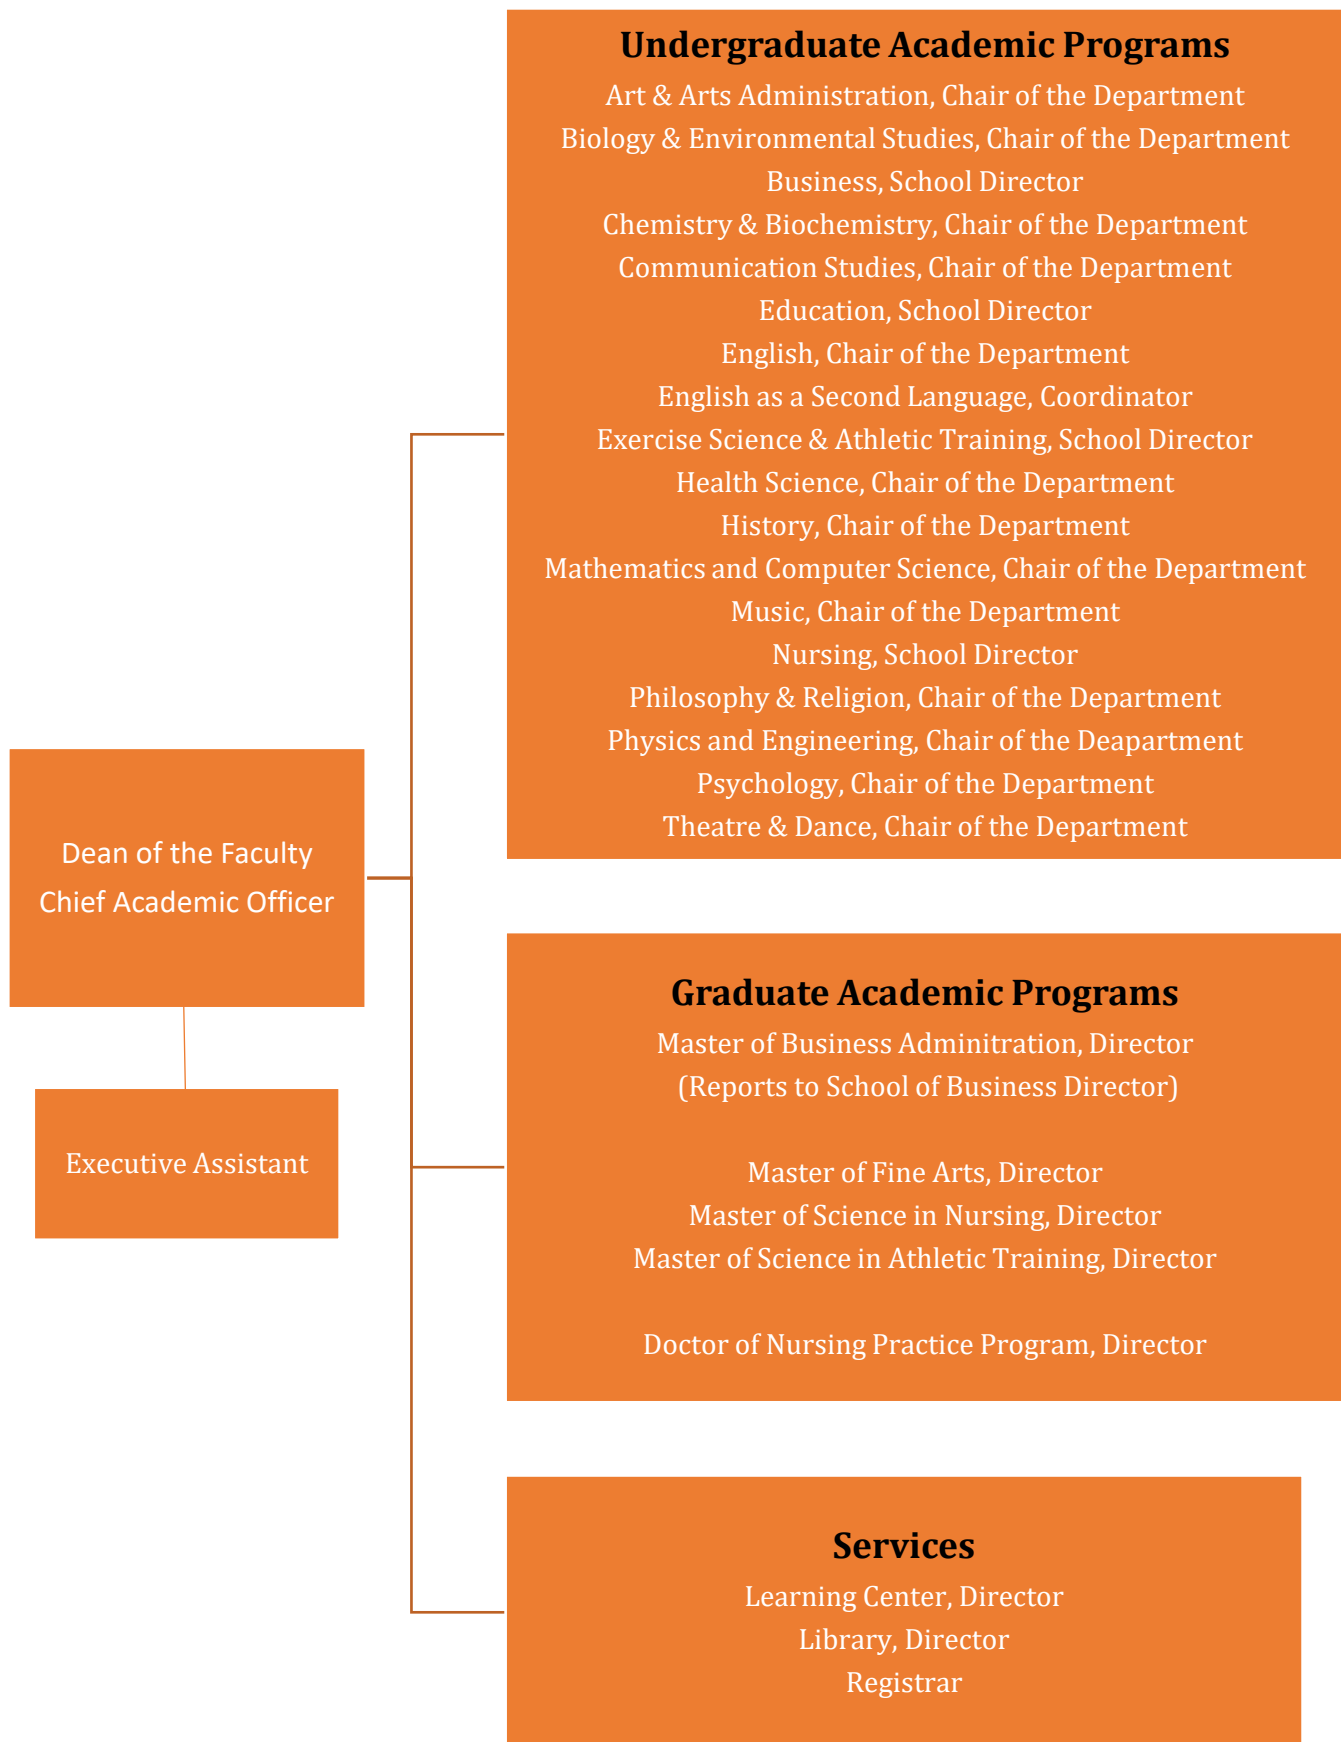 Undergraduate Academic Programs
Art & Arts Administration, Chair of the Department
Biology & Environmental Studies, Chair of the Department
Business, School Director
Chemistry & Biochemistry, Chair of the Department
Communication Studies, Chair of the Department
Education, School Director
English, Chair of the Department
English as a Second Language, Coordinator
Exercise Science & Athletic Training, School Director
Health Science, Chair of the Department
History, Chair of the Department
Mathematics and Computer Science, Chair of the Department
Music, Chair of the Department
Nursing, School Director
Philosophy & Religion, Chair of the Department
Physics and Engineering, Chair of the Deapartment
Psychology, Chair of the Department
Theatre & Dance, Chair of the Department
Dean of the Faculty
Chief Academic Officer
Executive Assistant
Graduate Academic Programs
Master of Business Adminitration, Director
(Reports to School of Business Director)
Master of Fine Arts, Director
Master of Science in Nursing, Director
Master of Science in Athletic Training, Director
Doctor of Nursing Practice Program, Director
Services
Learning Center, Director
Library, Director
Registrar